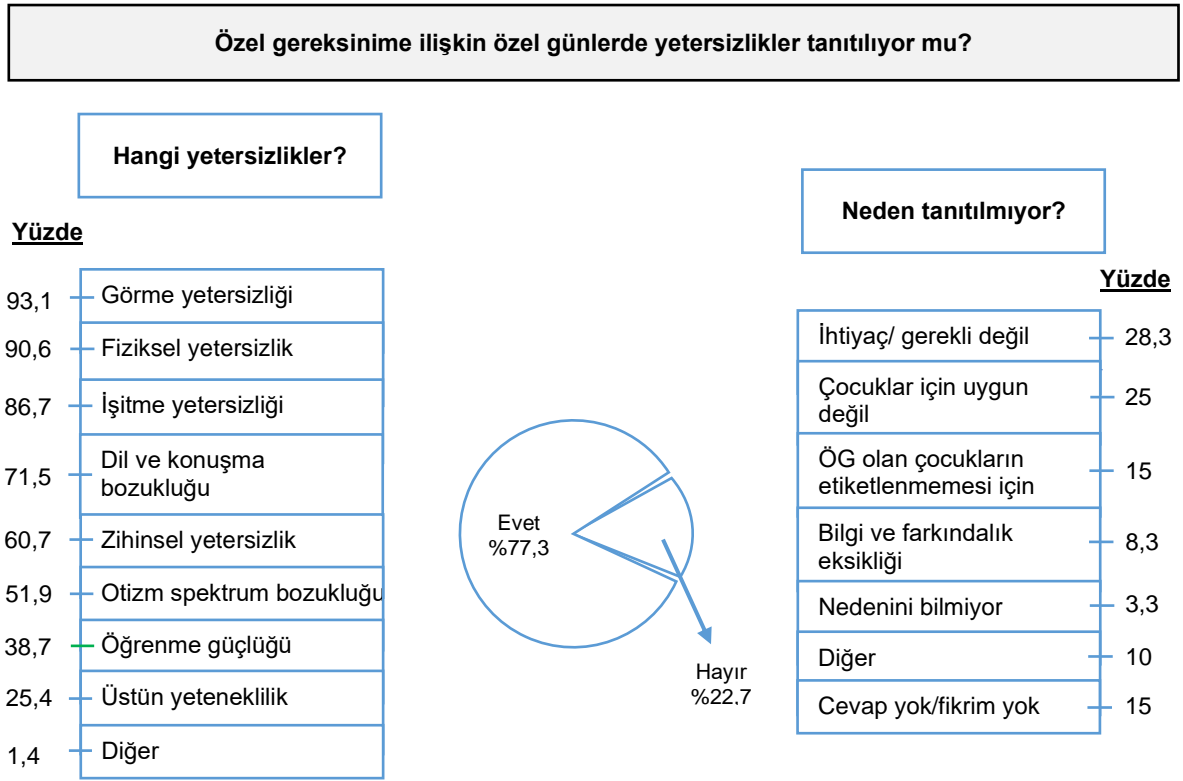 Özel gereksinime ilişkin özel günlerde yetersizlikler tanıtılıyor mu?
Hangi yetersizlikler?
Yüzde
93,1 Görme yetersizliği
90,6 Fiziksel yetersizlik
86,7 İşitme yetersizliği
71,5 Dil ve konuşma
bozukluğu
60,7 Zihinsel yetersizlik
51,9 Otizm spektrum bozukluğu
38,7 Öğrenme güçlüğü
25,4 Üstün yeteneklilik
1,4 Diğer
Evet
%77,3
Hayır
%22,7
Neden tanıtılmıyor?
Yüzde
İhtiyaç/ gerekli değil 28,3
Çocuklar için uygun
değil 25
ÖG olan çocukların
etiketlenmemesi için 15
Bilgi ve farkındalık
eksikliği 8,3
Nedenini bilmiyor 3,3
Diğer 10
Cevap yok/fikrim yok 15